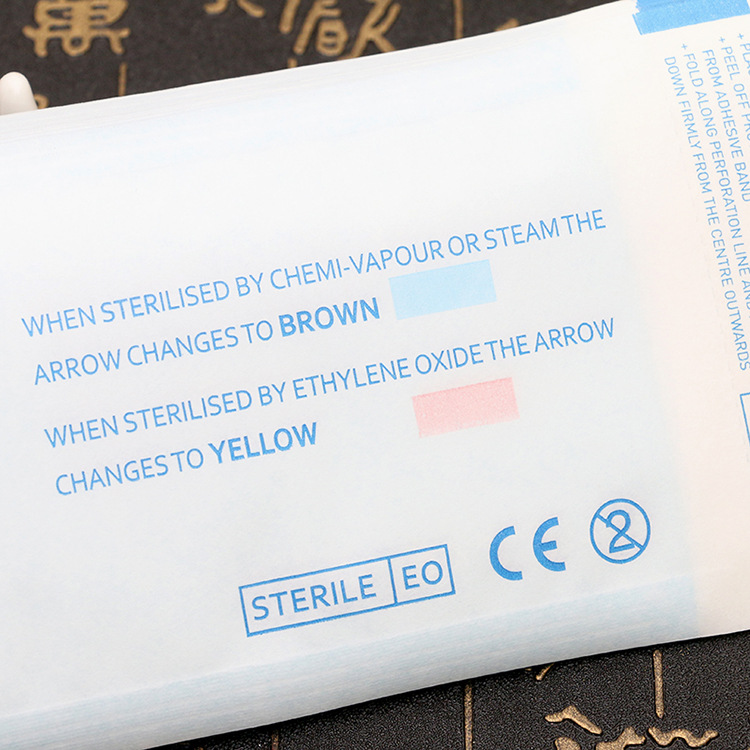 WHEN STERILISED BY CHEMI-VAPOUR OR STEAM THE
ARROW CHANGES TO BROWN
WHEN STERILISED BY ETHYLENE OXIDE THE ARROW
CHANGES TO YELLOW
STERILE EO
CE
2
+ PEEL OFF
FROM ADHESIVE BAND
+ FOLD ALONG PERFORATION LINE AND
DOWN FIRMLY FROM THE CENTRE OUTWARDS